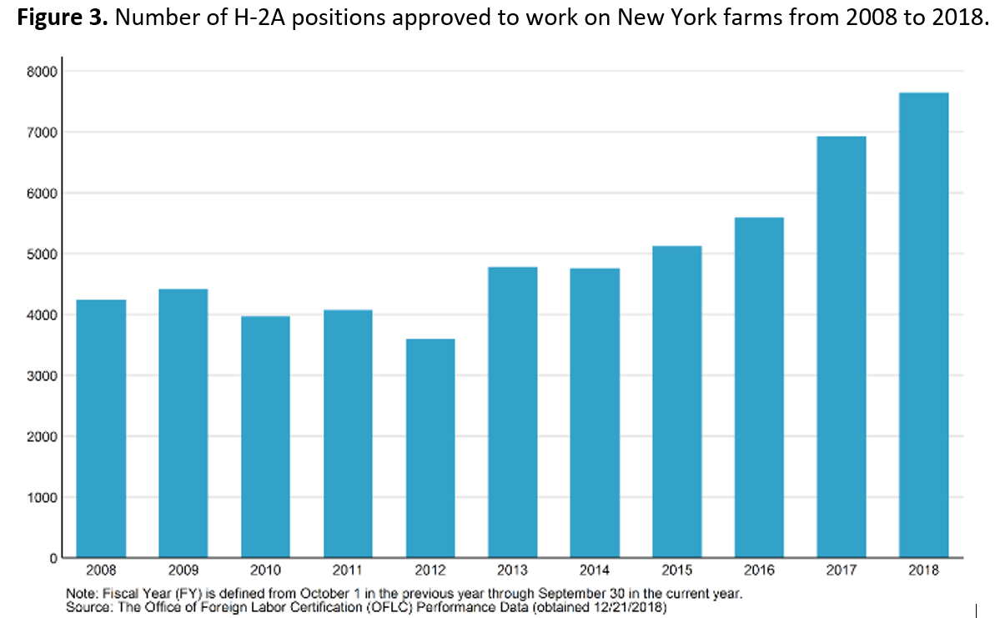 Figure 3. Number of H-2A positions approved to work on New York farms from 2008 to 2018.
8000
7000
6000
5000
4000
3000
2000
1000
0
2008 2009 2010 2011 2012 2013 2014 2015 2016 2017 2018
Note: Fiscal Year (FY) is defined from October 1 in the previous year through September 30 in the current year.
Source: The Office of Foreign Labor Certification (OFLC) Performance Data (obtained 12/21/2018)